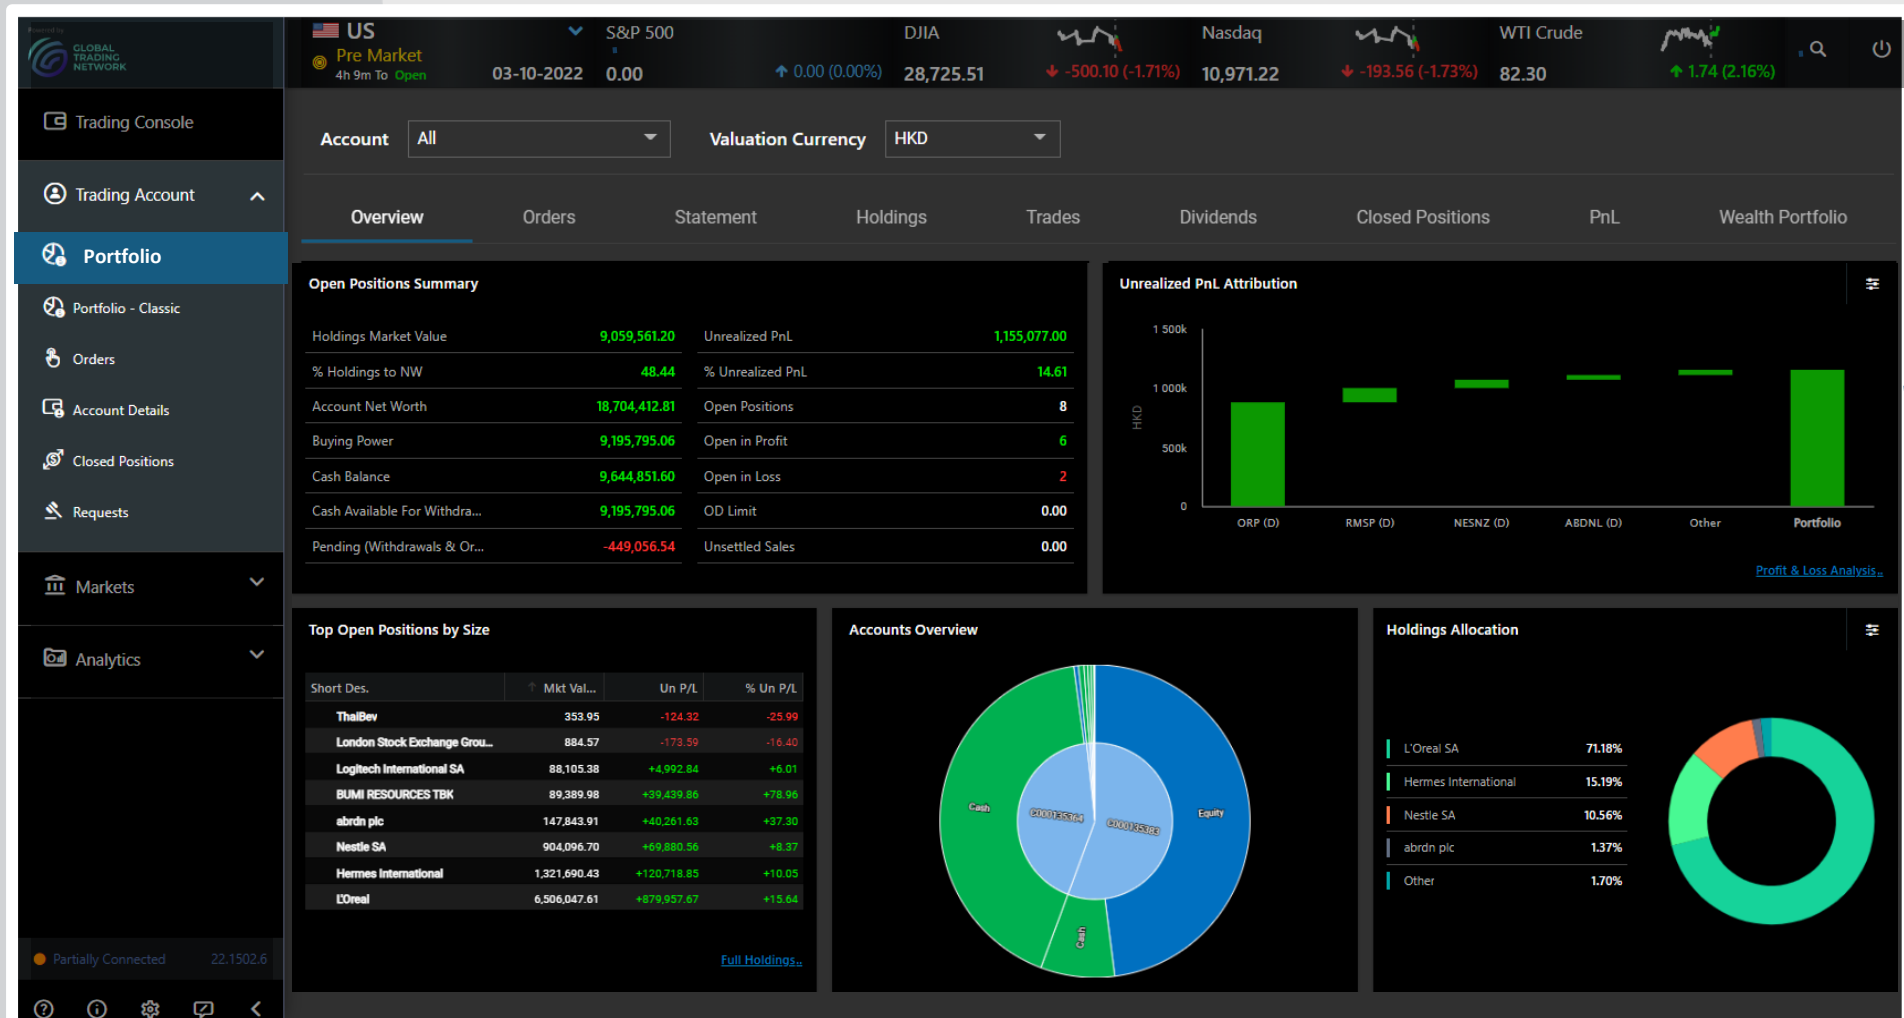 Powered by
GLOBAL
TRADING
NETWORK
US
Pre Market
4h 9m To Open
03-10-2022
S&P 500
0.00
0.00 (0.00%)
DJIA
28,725.51
-500.10 (-1.71%)
Nasdaq
10,971.22
-193.56 (-1.73%)
WTI Crude
82.30
1.74 (2.16%)
Trading Console
Trading Account
Portfolio
Portfolio - Classic
Orders
Account Details
Closed Positions
Requests
Markets
Analytics
Partially Connected 22.1502.6
Account All Valuation Currency HKD
Overview Orders Statement Holdings Trades Dividends Closed Positions PnL Wealth Portfolio
Open Positions Summary
Holdings Market Value 9,059,561.20 Unrealized PnL 1,155,077.00
% Holdings to NW 48.44 % Unrealized PnL 14.61
Account Net Worth 18,704,412.81 Open Positions 8
Buying Power 9,195,795.06 Open in Profit 6
Cash Balance 9,644,851.60 Open in Loss 2
Cash Available For Withdra... 9,195,795.06 OD Limit 0.00
Pending (Withdrawals & Or... -449,056.54 Unsettled Sales 0.00
Unrealized PnL Attribution
1 500k
1 000k
500k
0
HKD
ORP (D) RMSP (D) NESNZ (D) ABDNL (D) Other Portfolio
Profit & Loss Analysis..
Top Open Positions by Size
Short Des. Mkt Val... Un P/L % Un P/L
ThaiBev 353.95 -124.32 -25.99
London Stock Exchange Grou... 884.57 -173.59 -16.40
Logitech International SA 88,105.38 +4,992.84 +6.01
BUMI RESOURCES TBK 89,389.98 +39,439.86 +78.96
abrdn plc 147,843.91 +40,261.63 +37.30
Nestle SA 904,096.70 +69,880.56 +8.37
Hermes International 1,321,690.43 +120,718.85 +10.05
L'Oreal 6,506,047.61 +879,957.67 +15.64
Full Holdings..
Accounts Overview
Cash
C000135364
C000135383
Equity
Cash
Holdings Allocation
L'Oreal SA 71.18%
Hermes International 15.19%
Nestle SA 10.56%
abrdn plc 1.37%
Other 1.70%